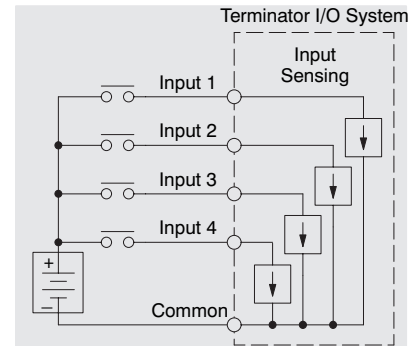 Terminator I/O System
Input
Sensing
Input 1
Input 2
Input 3
Input 4
+
–
Common